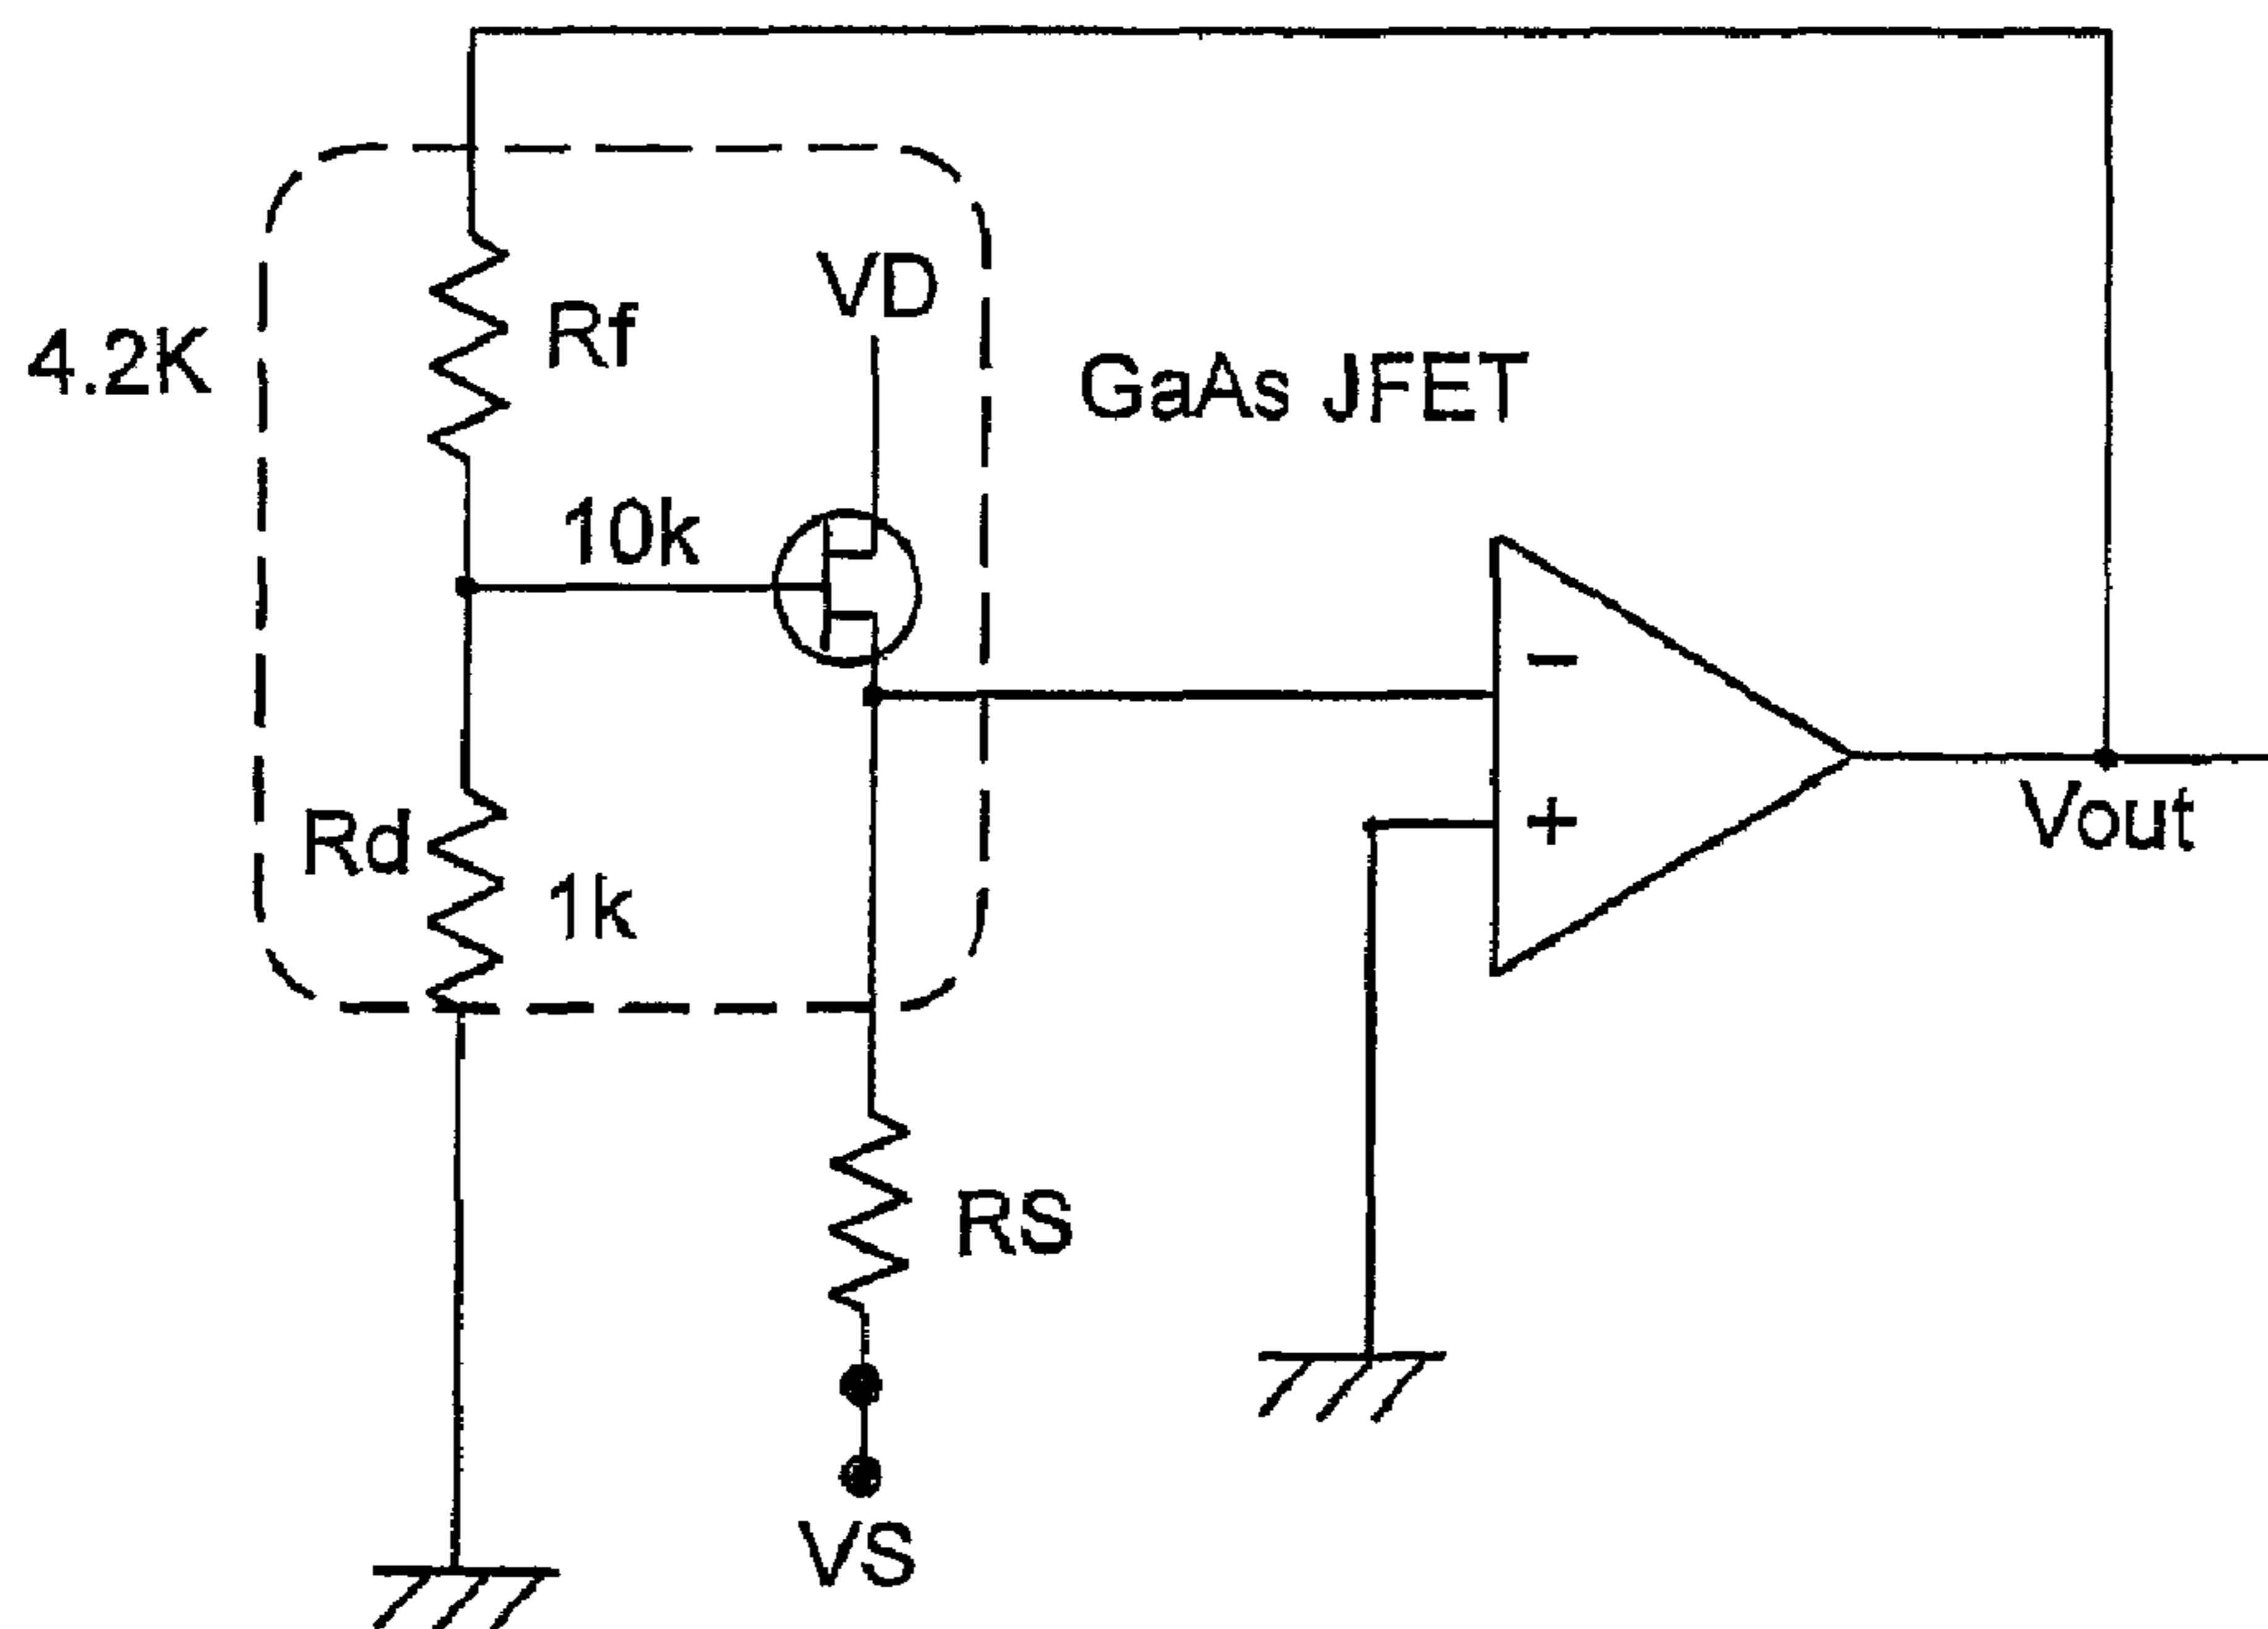 4.2K
Rf
VD
GaAs JFET
10k
Rd
1k
−
+
Vout
RS
VS